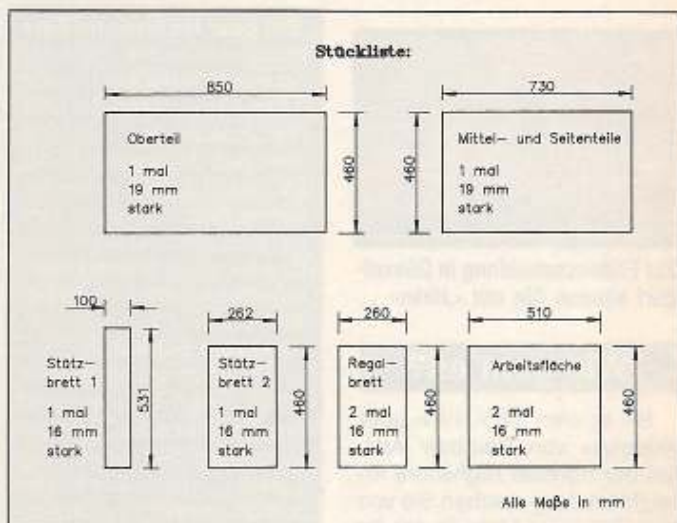 Stückliste:
850
730
Oberteil
1 mal
19 mm
stark
460
460
Mittel- und Seitenteile
1 mal
19 mm
stark
100
262
260
510
Stütz-
brett 1
1 mal
16 mm
stark
531
Stütz-
brett 2
1 mal
16 mm
stark
460
Regal-
brett
2 mal
16 mm
stark
460
Arbeitsfläche
2 mal
16 mm
stark
460
Alle Maße in mm